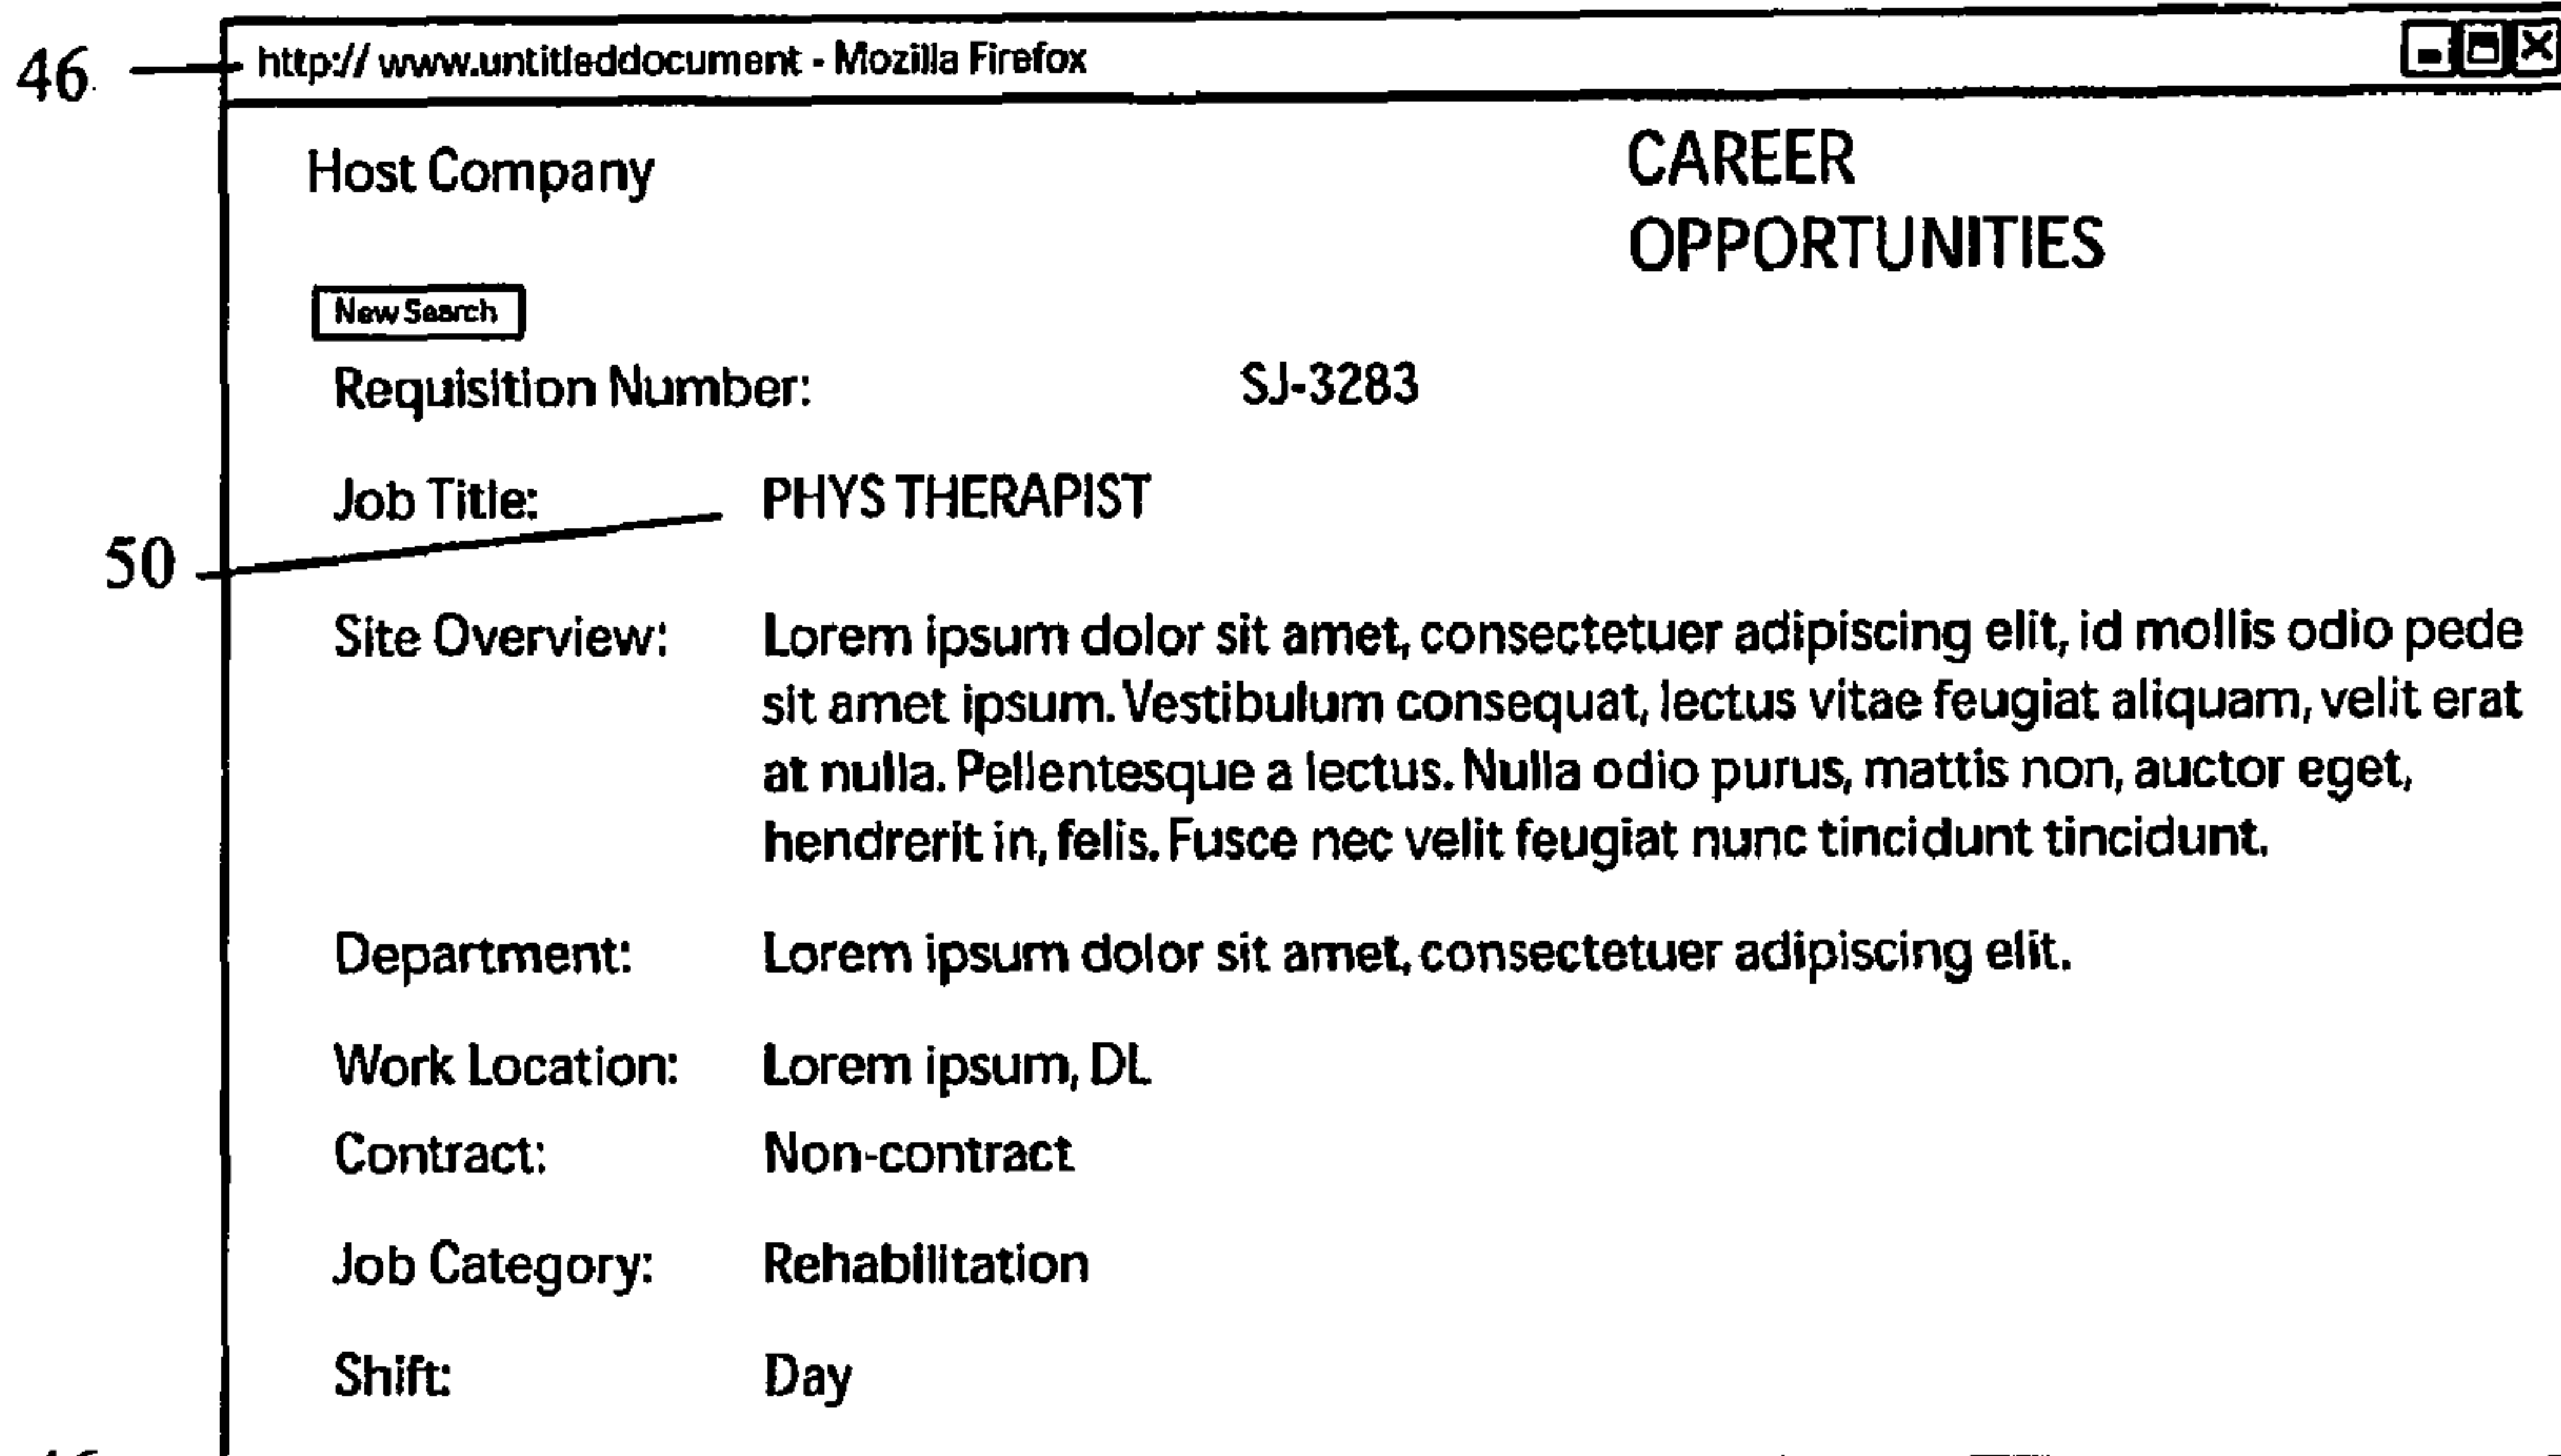 46 http:// www.untitleddocument - Mozilla Firefox
Host Company
CAREER
OPPORTUNITIES
New Search
Requisition Number: SJ-3283
Job Title: PHYS THERAPIST
50
Site Overview: Lorem ipsum dolor sit amet, consectetuer adipiscing elit, id mollis odio pede
sit amet ipsum. Vestibulum consequat, lectus vitae feugiat aliquam, velit erat
at nulla. Pellentesque a lectus. Nulla odio purus, mattis non, auctor eget,
hendrerit in, felis. Fusce nec velit feugiat nunc tincidunt tincidunt.
Department: Lorem ipsum dolor sit amet, consectetuer adipiscing elit.
Work Location: Lorem ipsum, DL
Contract: Non-contract
Job Category: Rehabilitation
Shift: Day